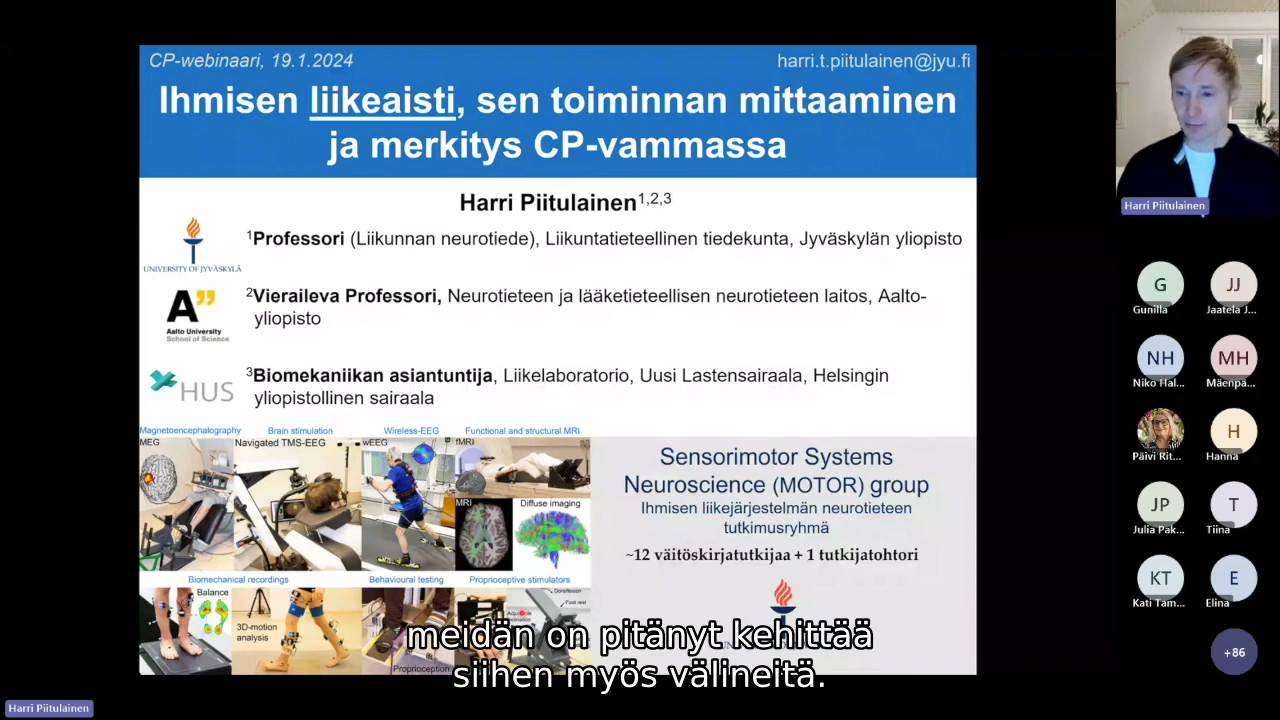 CP-webinaari, 19.1.2024
harri.t.piitulainen@jyu.fi
Ihmisen liikeaisti, sen toiminnan mittaaminen
ja merkitys CP-vammassa
Harri Piitulainen1,2,3
UNIVERSITY OF JYVÄSKYLÄ
1Professori (Liikunnan neurotiede), Liikuntatieteellinen tiedekunta, Jyväskylän yliopisto
A”
Aalto University
School of Science
2Vieraileva Professori, Neurotieteen ja lääketieteellisen neurotieteen laitos, Aalto-
yliopisto
HUS
3Biomekaniikan asiantuntija, Liikelaboratorio, Uusi Lastensairaala, Helsingin
yliopistollinen sairaala
Magnetoencephalography
Brain stimulation
Wireless-EEG
Functional and structural MRI
MEG
Navigated TMS-EEG
wEEG
fMRI
MRI
Diffuse imaging
Biomechanical recordings
Behavioural testing
Proprioceptive stimulators
Balance
3D-motion
analysis
Proprioception
Dorsiflexion
Foot rest
Sensorimotor Systems
Neuroscience (MOTOR) group
Ihmisen liikejärjestelmän neurotieteen
tutkimusryhmä
~12 väitöskirjatutkijaa + 1 tutkijatohtori
meidän on pitänyt kehittää
siihen myös välineitä.
Harri Piitulainen
Harri Piitulainen
G
Gunilla
JJ
Jaatela J...
NH
Niko Hal...
MH
Mäenpä...
Päivi Rit...
H
Hanna
JP
Julia Pak...
T
Tiina
KT
Kati Tam...
E
Elina
+86